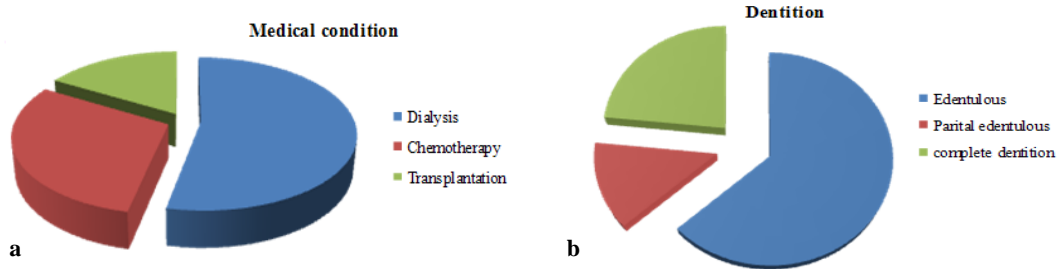 Medical condition
Dialysis
Chemotherapy
Transplantation
a
Dentition
Edentulous
Parital edentulous
complete dentition
b